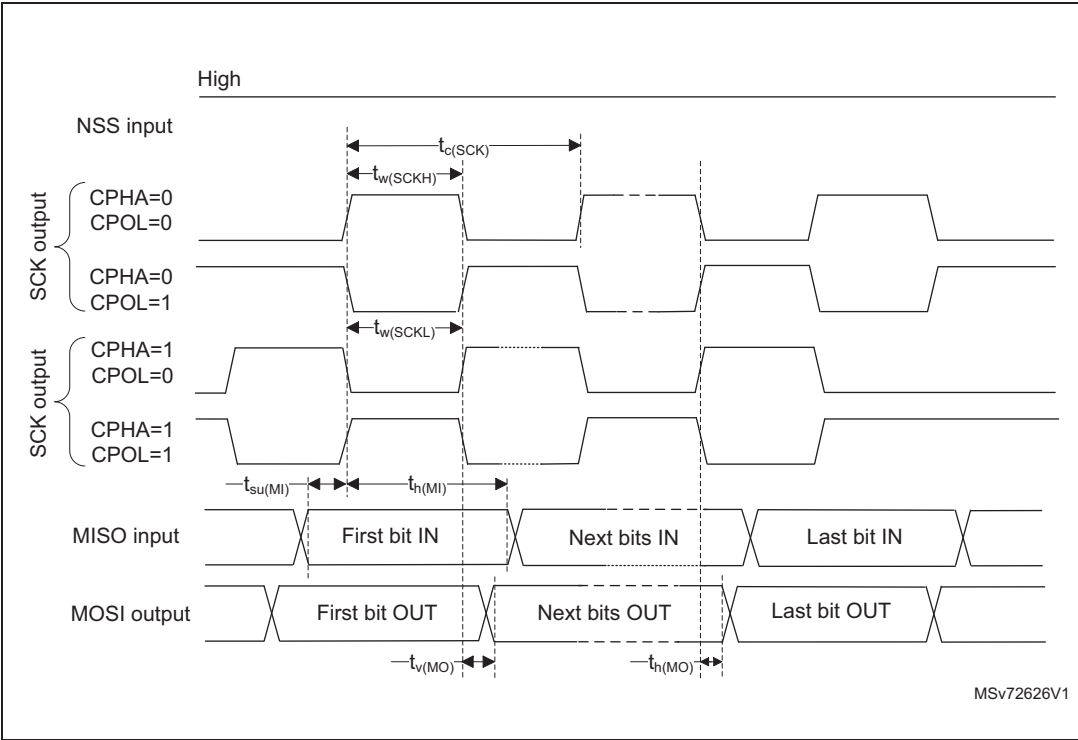 High
NSS input
tc(SCK)
tw(SCKH)
SCK output
CPHA=0
CPOL=0
CPHA=0
CPOL=1
tw(SCKL)
SCK output
CPHA=1
CPOL=0
CPHA=1
CPOL=1
tsu(MI)
th(MI)
MISO input
First bit IN
Next bits IN
Last bit IN
MOSI output
First bit OUT
Next bits OUT
Last bit OUT
tv(MO)
th(MO)
MSv72626V1